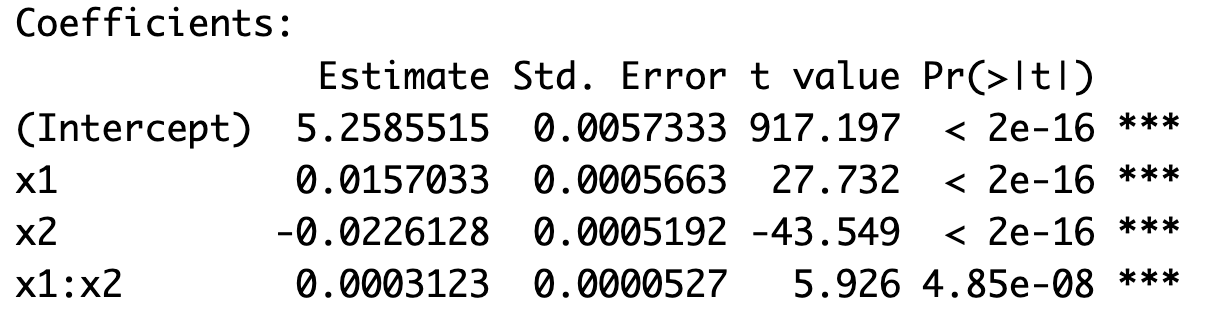 Coefficients:
Estimate Std. Error t value Pr(>|t|)
(Intercept) 5.2585515 0.0057333 917.197 < 2e-16 ***
x1 0.0157033 0.0005663 27.732 < 2e-16 ***
x2 -0.0226128 0.0005192 -43.549 < 2e-16 ***
x1:x2 0.0003123 0.0000527 5.926 4.85e-08 ***